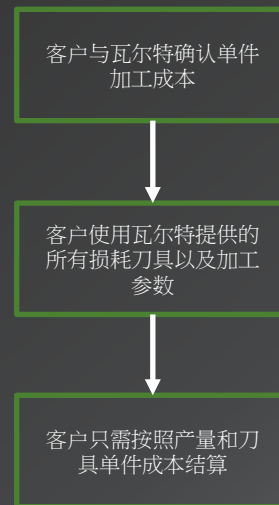 客户与瓦尔特确认单件
加工成本
客户使用瓦尔特提供的
所有损耗刀具以及加工
参数
客户只需按照产量和刀
具单件成本结算